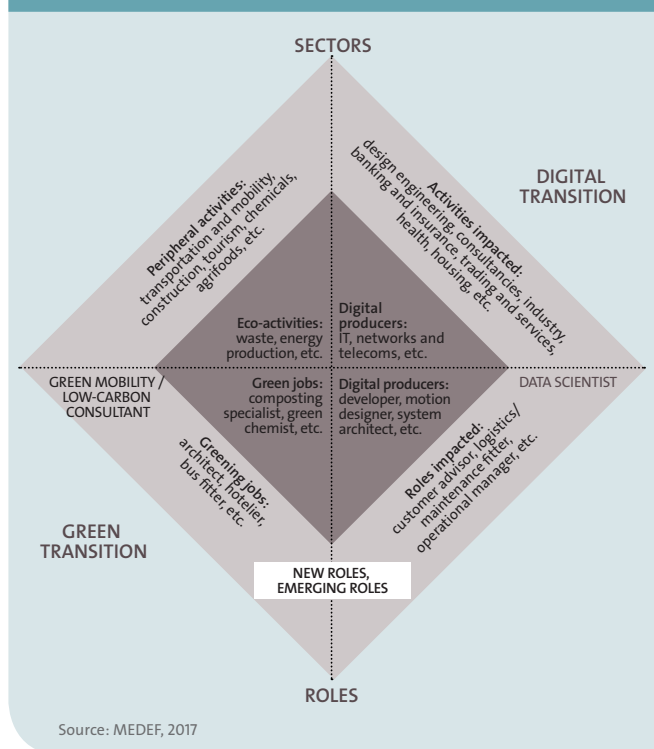 SECTORS
DIGITAL
TRANSITION
Peripheral activities:
transportation and mobility,
construction, tourism, chemicals,
agrifoods, etc.
Activities impacted:
design engineering, consultancies, industry,
banking and insurance, trading and services,
health, housing, etc.
Eco-activities:
waste, energy
production, etc.
Digital
producers:
IT, networks and
telecoms, etc.
GREEN MOBILITY /
LOW-CARBON
CONSULTANT
Green jobs:
composting
specialist, green
chemist, etc.
Digital producers:
developer, motion
designer, system
architect, etc.
DATA SCIENTIST
Greening jobs:
architect, hotelier,
bus fitter, etc.
Roles impacted:
customer advisor, logistics/
maintenance fitter,
operational manager, etc.
GREEN
TRANSITION
NEW ROLES,
EMERGING ROLES
ROLES
Source: MEDEF, 2017